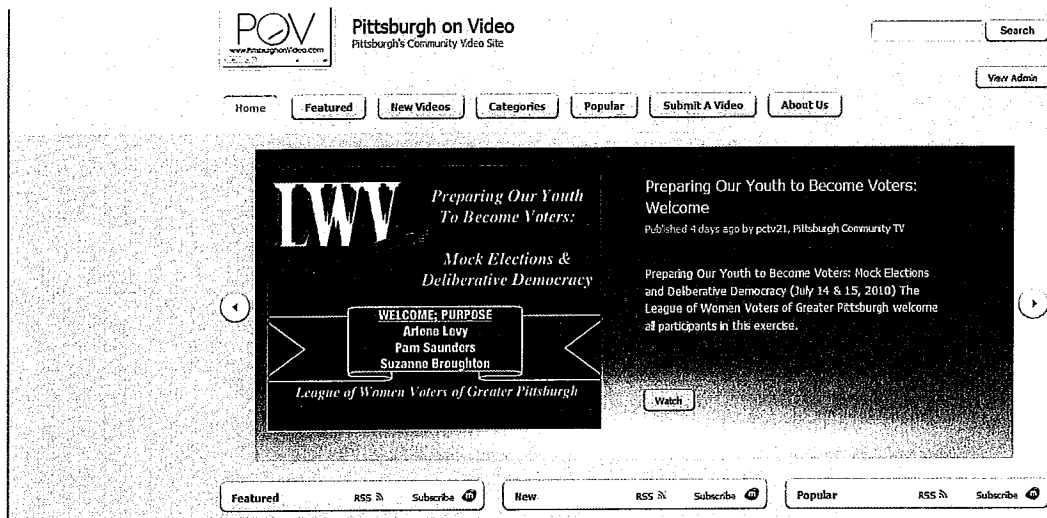 POV
www.PittsburghonVideo.com
Pittsburgh on Video
Pittsburgh's Community Video Site
Search
View Admin
Home
Featured
New Videos
Categories
Popular
Submit A Video
About Us
LWV
Preparing Our Youth
To Become Voters:
Mock Elections &
Deliberative Democracy
WELCOME; PURPOSE
Arlene Levy
Pam Saunders
Suzanne Broughton
League of Women Voters of Greater Pittsburgh
Preparing Our Youth to Become Voters:
Welcome
Published 4 days ago by pctv21, Pittsburgh Community TV
Preparing Our Youth to Become Voters: Mock Elections
and Deliberative Democracy (July 14 & 15, 2010) The
League of Women Voters of Greater Pittsburgh welcome
all participants in this exercise.
Watch
Featured RSS Subscribe m
New RSS Subscribe m
Popular RSS Subscribe m